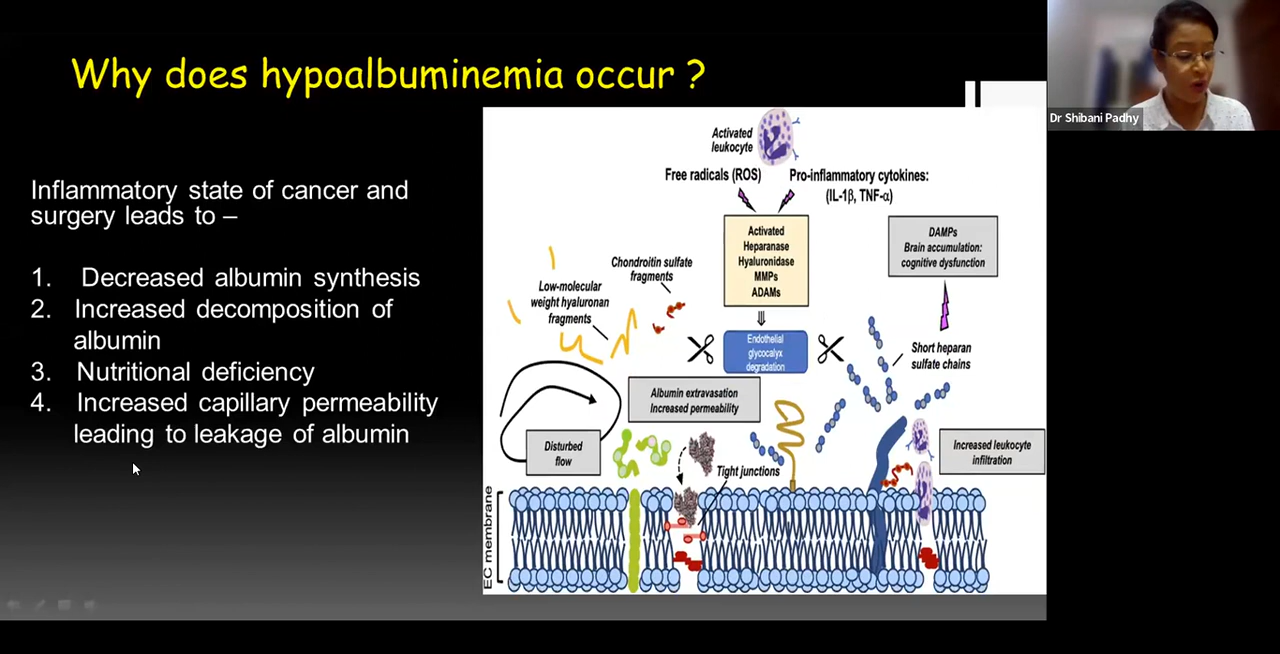 Why does hypoalbuminemia occur ?
Dr Shibani Padhy
Inflammatory state of cancer and
surgery leads to –
1. Decreased albumin synthesis
2. Increased decomposition of
albumin
3. Nutritional deficiency
4. Increased capillary permeability
leading to leakage of albumin
Activated
leukocyte
Free radicals (ROS)
Pro-inflammatory cytokines:
(IL-1β, TNF-α)
Activated
Heparanase
Hyaluronidase
MMPs
ADAMs
DAMPs
Brain accumulation:
cognitive dysfunction
Chondroitin sulfate
fragments
Low-molecular
weight hyaluronan
fragments
Endothelial
glycocalyx
degradation
Short heparan
sulfate chains
Albumin extravasation
Increased permeability
Disturbed
flow
Tight junctions
Increased leukocyte
infiltration
EC membrane